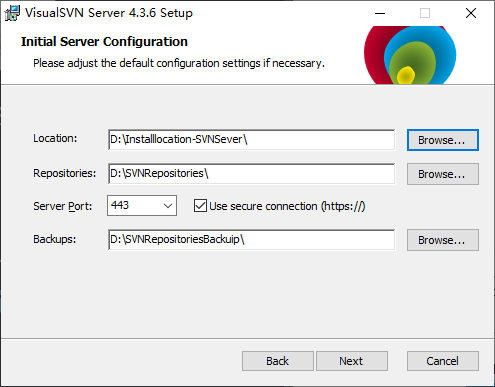 VisualSVN Server 4.3.6 Setup
Initial Server Configuration
Please adjust the default configuration settings if necessary.
Location: D:\Installlocation-SVNSever\ Browse...
Repositories: D:\SVNRepositories\ Browse...
Server Port: 443 Use secure connection (https://)
Backups: D:\SVNRepositoriesBackuip\ Browse...
Back Next Cancel